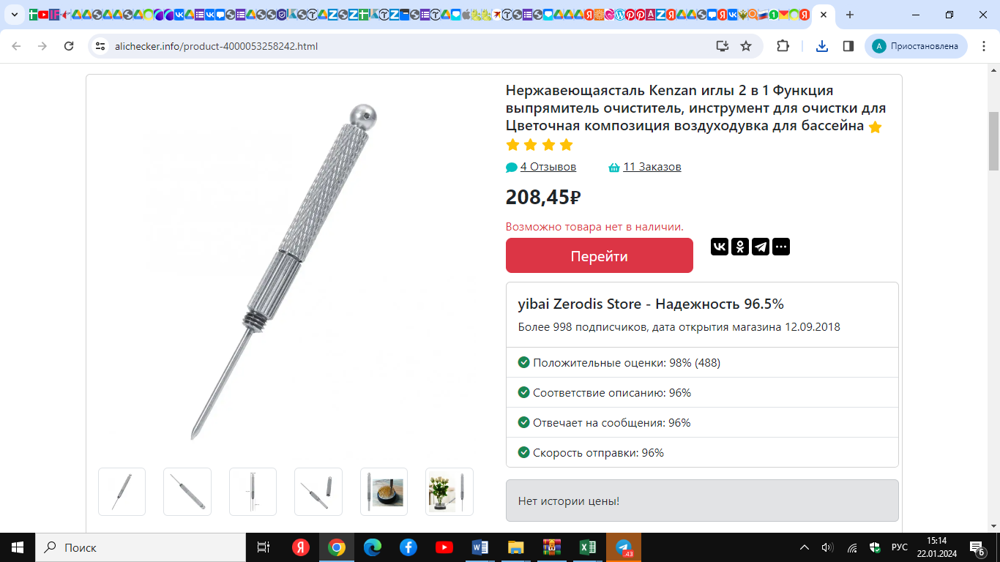 alichecker.info/product-4000053258242.html
A
Приостановлена
Нержавеющаясталь Kenzan иглы 2 в 1 Функция
выпрямитель очиститель, инструмент для очистки для
Цветочная композиция воздуходувка для бассейна
4 Отзывов
11 Заказов
208,45₽
Возможно товара нет в наличии.
Перейти
yibai Zerodis Store - Надежность 96.5%
Более 998 подписчиков, дата открытия магазина 12.09.2018
Положительные оценки: 98% (488)
Соответствие описанию: 96%
Отвечает на сообщения: 96%
Скорость отправки: 96%
Нет истории цены!
Поиск
43
РУС
15:14
22.01.2024
6